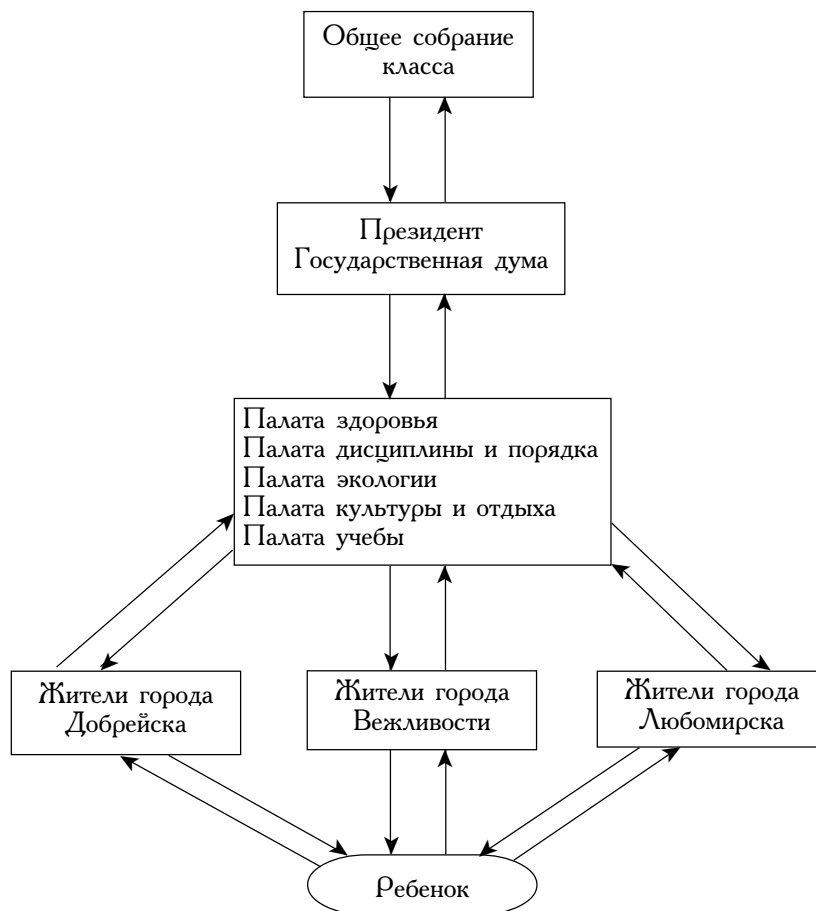 Общее собрание
класса
Президент
Государственная дума
Палата здоровья
Палата дисциплины и порядка
Палата экологии
Палата культуры и отдыха
Палата учебы
Жители города
Добрейска
Жители города
Вежливости
Жители города
Любомирска
Ребенок